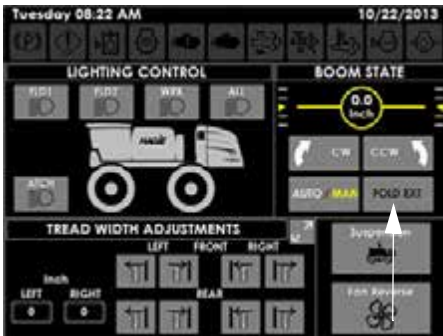 Tuesday 08:22 AM 10/22/2013
LIGHTING CONTROL
BOOM STATE
FLD1 FLD2 WRK ALL
0.0
Inch
HAGIE
CW CCW
AUTO / MAN FOLD EXT
TREAD WIDTH ADJUSTMENTS
Suspension
LEFT FRONT RIGHT
Inch
LEFT RIGHT
REAR
Fan Reverse
0 0